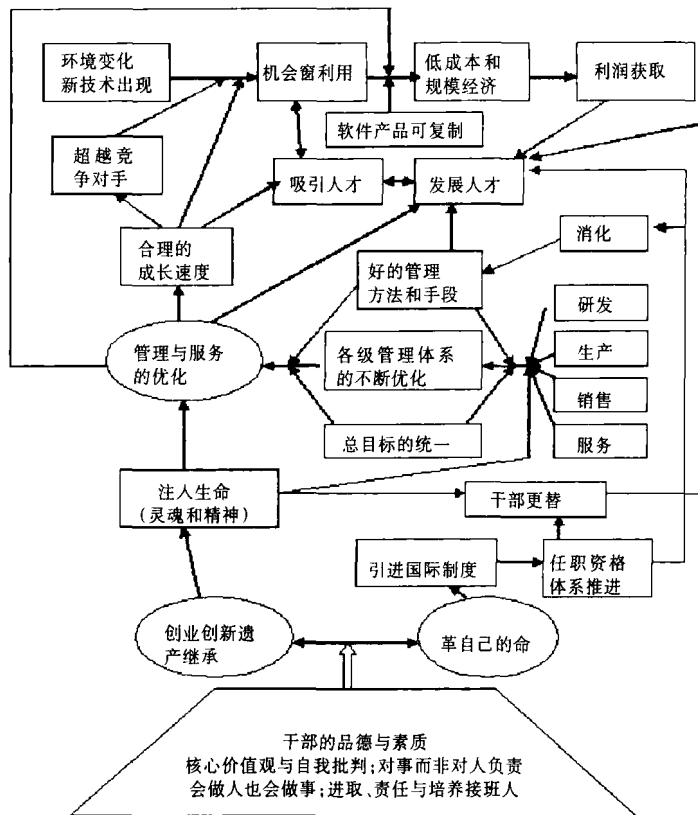 环境变化
新技术出现
机会窗利用
低成本和
规模经济
利润获取
软件产品可复制
超越竞
争对手
吸引人才
发展人才
合理的
成长速度
消化
好的管理
方法和手段
研发
管理与服务
的优化
各级管理体系
的不断优化
生产
销售
总目标的统一
服务
注人生命
(灵魂和精神)
干部更替
引进国际制度
任职资格
体系推进
创业创新遗
产继承
革自己的命
干部的品德与素质
核心价值观与自我批判;对事而非对人负责
会做人也会做事;进取、责任与培养接班人